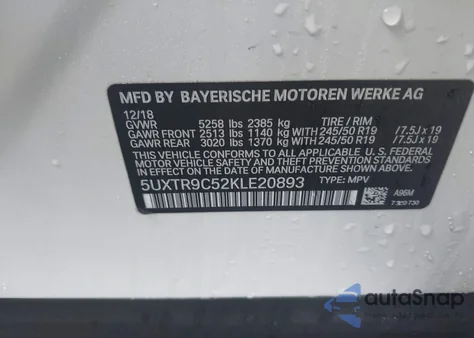 MFD BY BAYERISCHE MOTOREN WERKE AG
12/18
GVWR 5258 lbs 2385 kg TIRE / RIM
GAWR FRONT 2513 lbs 1140 kg WITH 245/50 R19 /7.5J x 19
GAWR REAR 3020 lbs 1370 kg WITH 245/50 R19 /7.5J x 19
THIS VEHICLE CONFORMS TO ALL APPLICABLE FEDERAL
MOTOR VEHICLE SAFETY AND THEFT PREVENTION STANDARDS
IN EFFECT ON THE DATE OF MANUFACTURE SHOWN ABOVE.
5UXTR9C52KLE20893 TYPE: MPV A96M
autoSnap
Powered by